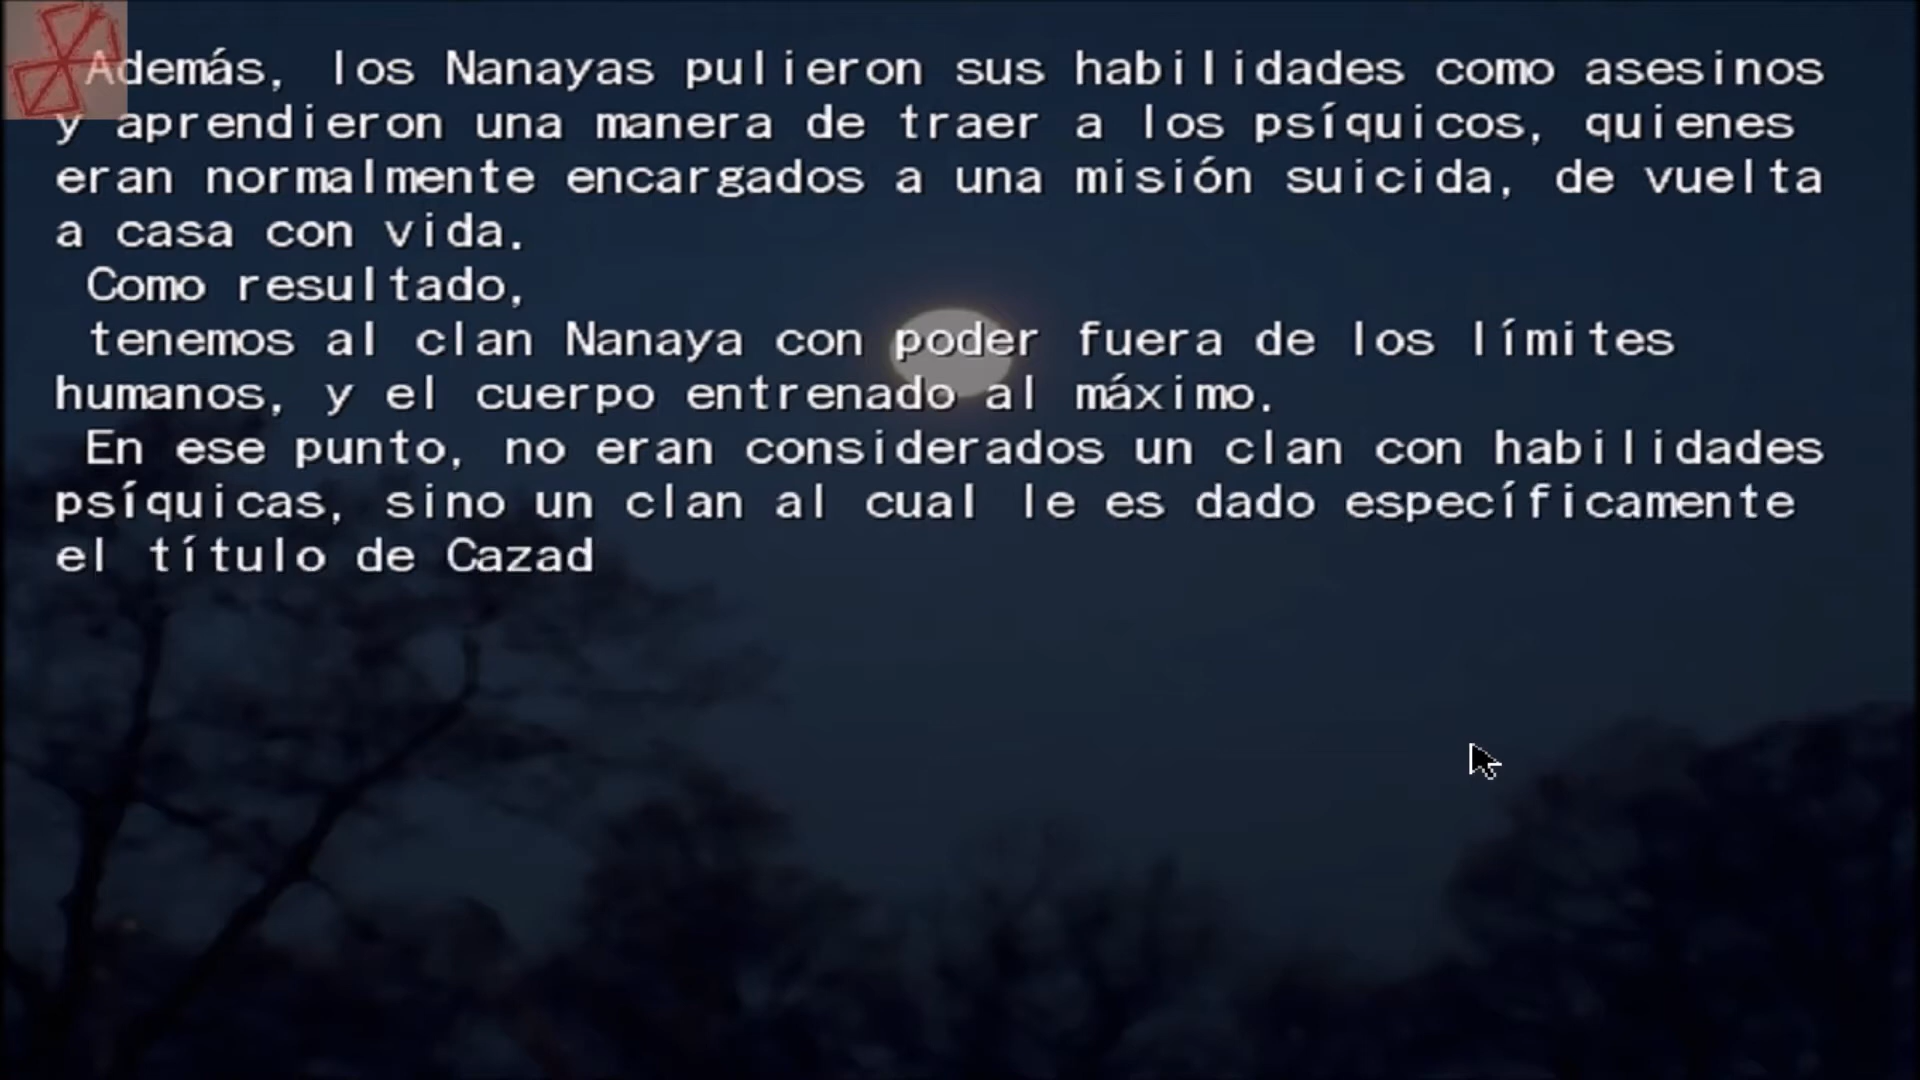 Además, los Nanayas pulieron sus habilidades como asesinos
y aprendieron una manera de traer a los psíquicos, quienes
eran normalmente encargados a una misión suicida, de vuelta
a casa con vida.
Como resultado,
tenemos al clan Nanaya con poder fuera de los límites
humanos, y el cuerpo entrenado al máximo.
En ese punto, no eran considerados un clan con habilidades
psíquicas, sino un clan al cual le es dado específicamente
el título de Cazad